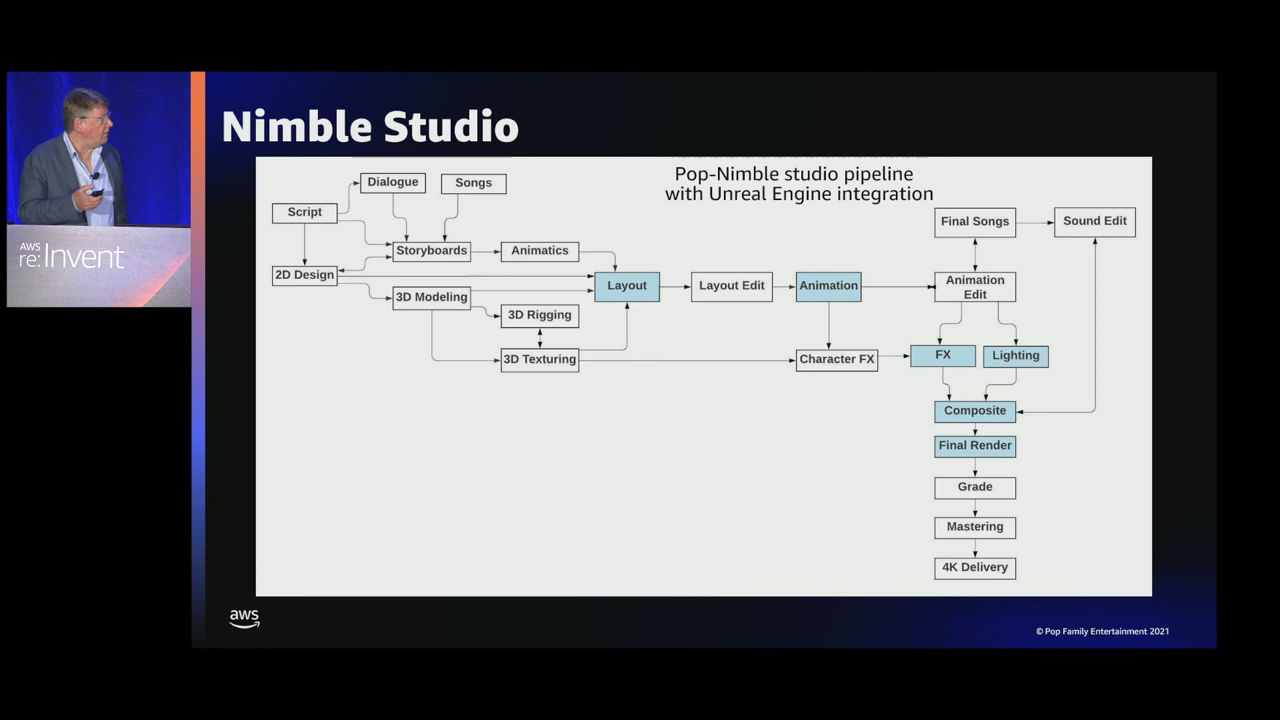 Nimble Studio
Pop-Nimble studio pipeline
with Unreal Engine integration
Script
Dialogue
Songs
Storyboards
Animatics
2D Design
3D Modeling
3D Rigging
3D Texturing
Layout
Layout Edit
Animation
Character FX
Final Songs
Sound Edit
Animation
Edit
FX
Lighting
Composite
Final Render
Grade
Mastering
4K Delivery
AWS
re:Invent
aws
© Pop Family Entertainment 2021